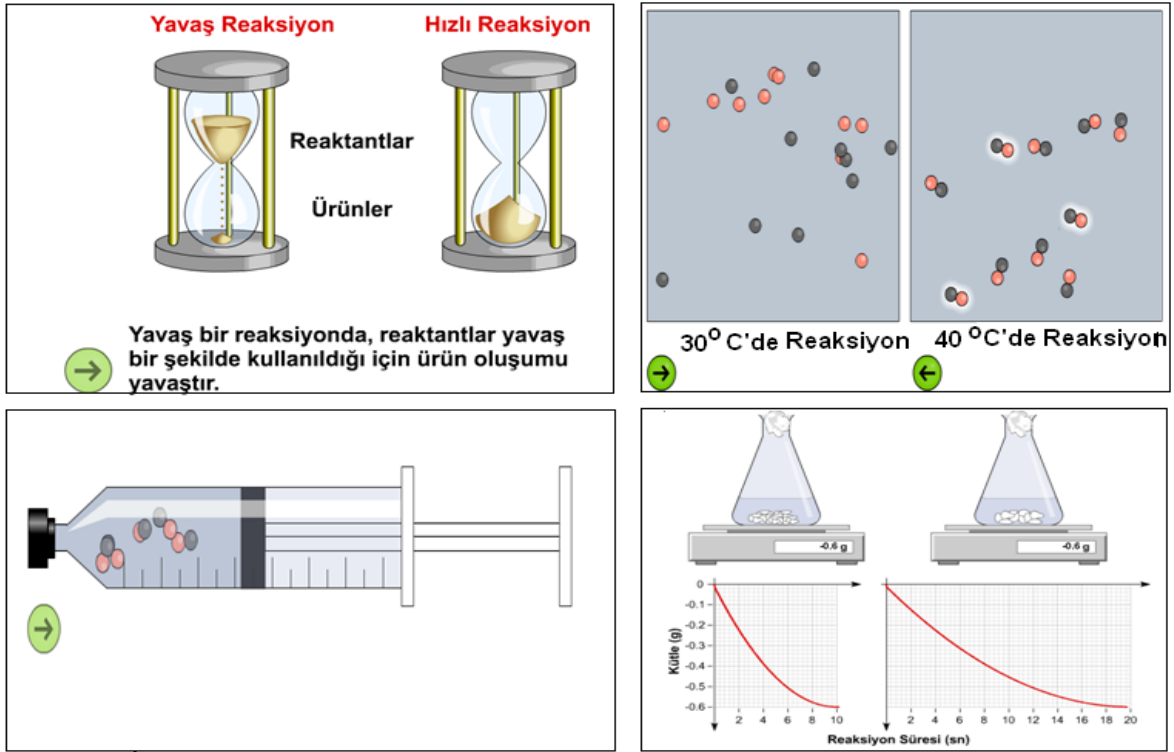 Yavaş Reaksiyon
Hızlı Reaksiyon
Reaktantlar
Ürünler
Yavaş bir reaksiyonda, reaktantlar yavaş
bir şekilde kullanıldığı için ürün oluşumu
yavaştır.
30⁰ C'de Reaksiyon
40 ⁰C'de Reaksiyon
-0.6 g
-0.6 g
Kütle (g)
0
-0.1
-0.2
-0.3
-0.4
-0.5
-0.6
2 4 6 8 10
2 4 6 8 10 12 14 16 18 20
Reaksiyon Süresi (sn)